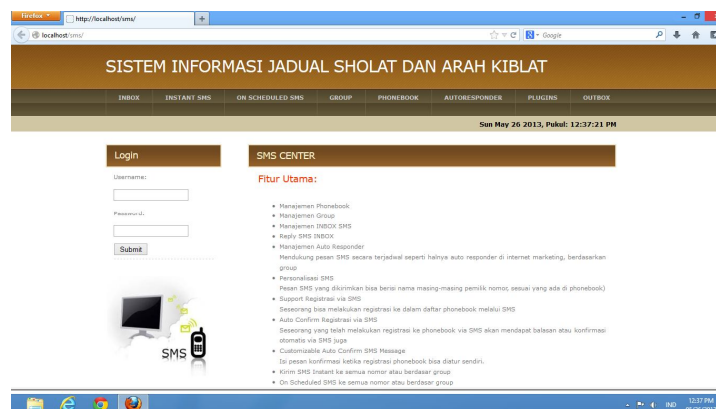 Firefox
http://localhost/sms/
+
localhost/sms/
Google
SISTEM INFORMASI JADUAL SHOLAT DAN ARAH KIBLAT
INBOX INSTANT SMS ON SCHEDULED SMS GROUP PHONEBOOK AUTORESPONDER PLUGINS OUTBOX
Sun May 26 2013, Pukul: 12:37:21 PM
Login
SMS CENTER
Username:
Password:
Submit
SMS
Fitur Utama:
• Manajemen Phonebook
• Manajemen Group
• Manajemen INBOX SMS
• Reply SMS INBOX
• Manajemen Auto Responder
Mendukung pesan SMS secara terjadwal seperti halnya auto responder di internet marketing, berdasarkan
group
• Personalisasi SMS
Pesan SMS yang dikirimkan bisa berisi nama masing-masing pemilik nomor, sesuai yang ada di phonebook)
• Support Registrasi via SMS
Seseorang bisa melakukan registrasi ke dalam daftar phonebook melalui SMS
• Auto Confirm Registrasi via SMS
Seseorang yang telah melakukan registrasi ke phonebook via SMS akan mendapat balasan atau konfirmasi
otomatis via SMS juga
• Customizable Auto Confirm SMS Message
Isi pesan konfirmasi ketika registrasi phonebook bisa diatur sendiri.
• Kirim SMS Instant ke semua nomor atau berdasar group
• On Scheduled SMS ke semua nomor atau berdasar group
IND
12:37 PM